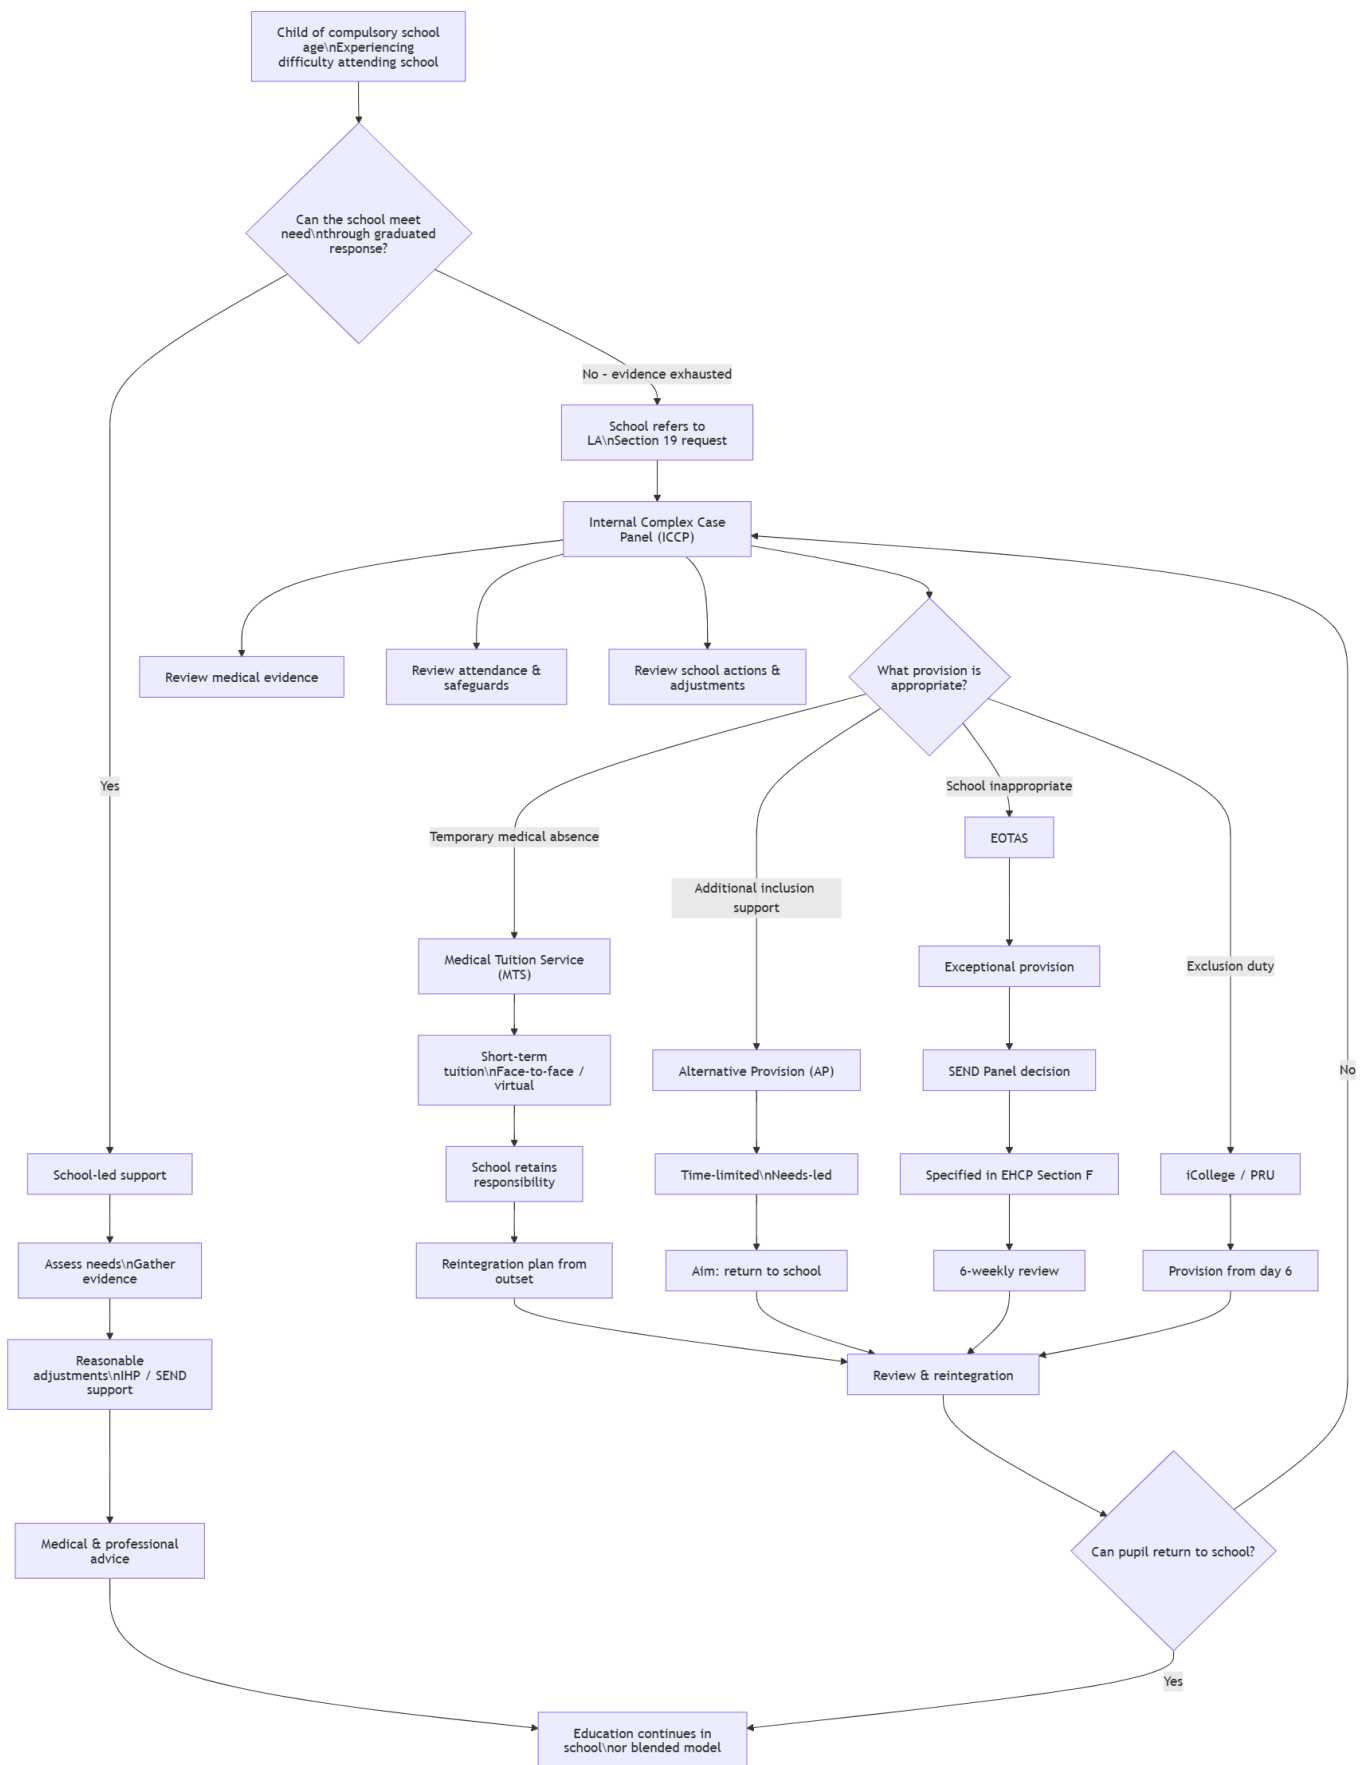 Child of compulsory school
age\nExperiencing
difficulty attending school
Can the school meet
need\nthrough graduated
response?
No - evidence exhausted
School refers to
LA\nSection 19 request
Internal Complex Case
Panel (ICCP)
Review medical evidence
Review attendance &
safeguards
Review school actions &
adjustments
What provision is
appropriate?
Yes
Temporary medical absence
Additional inclusion
support
School inappropriate
EOTAS
Exclusion duty
Medical Tuition Service
(MTS)
Exceptional provision
Short-term
tuition\nFace-to-face /
virtual
Alternative Provision (AP)
SEND Panel decision
No
School-led support
School retains
responsibility
Time-limited\nNeeds-led
Specified in EHCP Section F
iCollege / PRU
Assess needs\nGather
evidence
Reintegration plan from
outset
Aim: return to school
6-weekly review
Provision from day 6
Reasonable
adjustments\nIHP / SEND
support
Review & reintegration
Medical & professional
advice
Can pupil return to school?
Yes
Education continues in
school\nor blended model